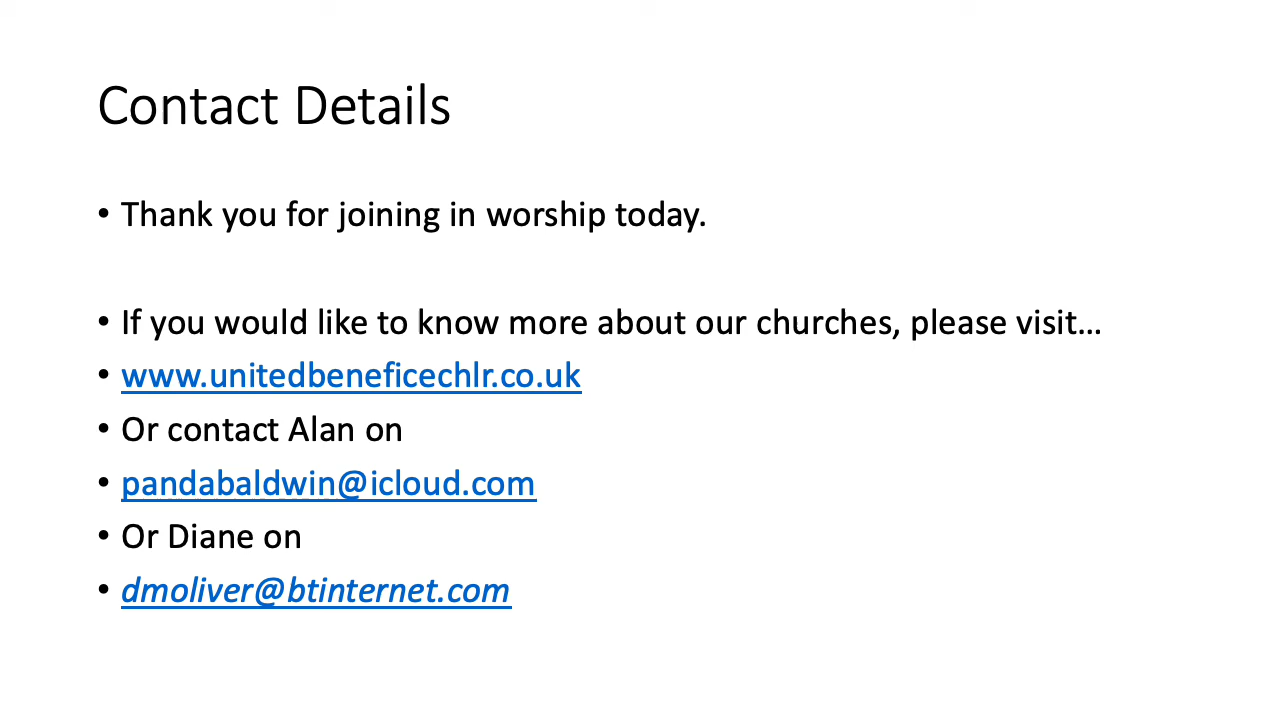 Contact Details
• Thank you for joining in worship today.
• If you would like to know more about our churches, please visit...
• www.unitedbeneficechlr.co.uk
• Or contact Alan on
• pandabaldwin@icloud.com
• Or Diane on
• dmoliver@btinternet.com